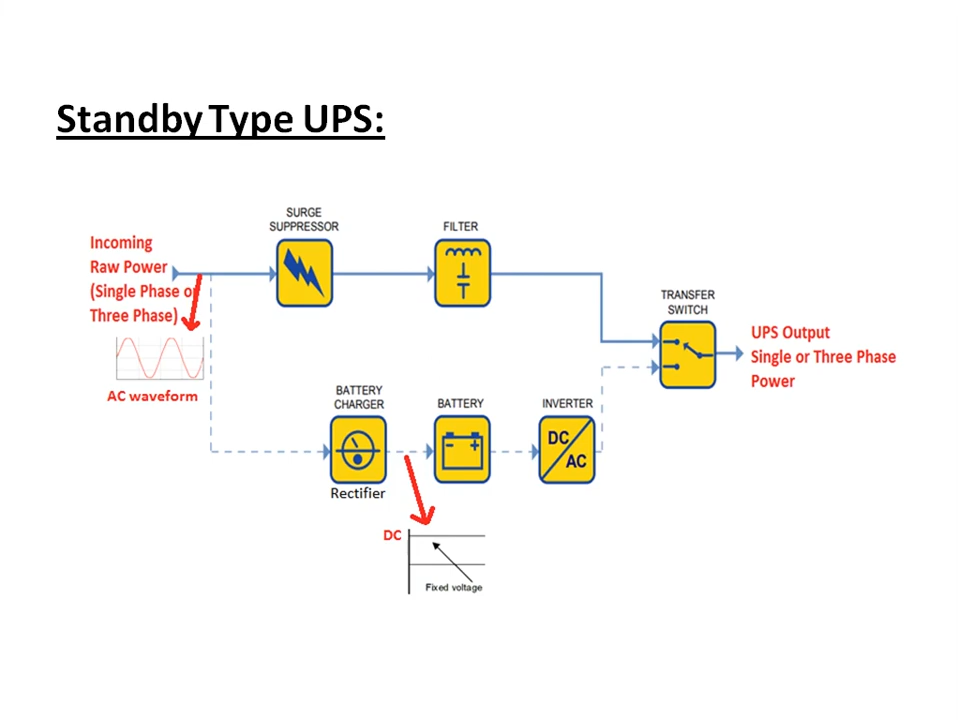 Standby Type UPS:
SURGE
SUPPRESSOR
FILTER
Incoming
Raw Power
(Single Phase or
Three Phase)
AC waveform
TRANSFER
SWITCH
UPS Output
Single or Three Phase
Power
BATTERY
CHARGER
BATTERY
INVERTER
DC
AC
Rectifier
DC
Fixed voltage